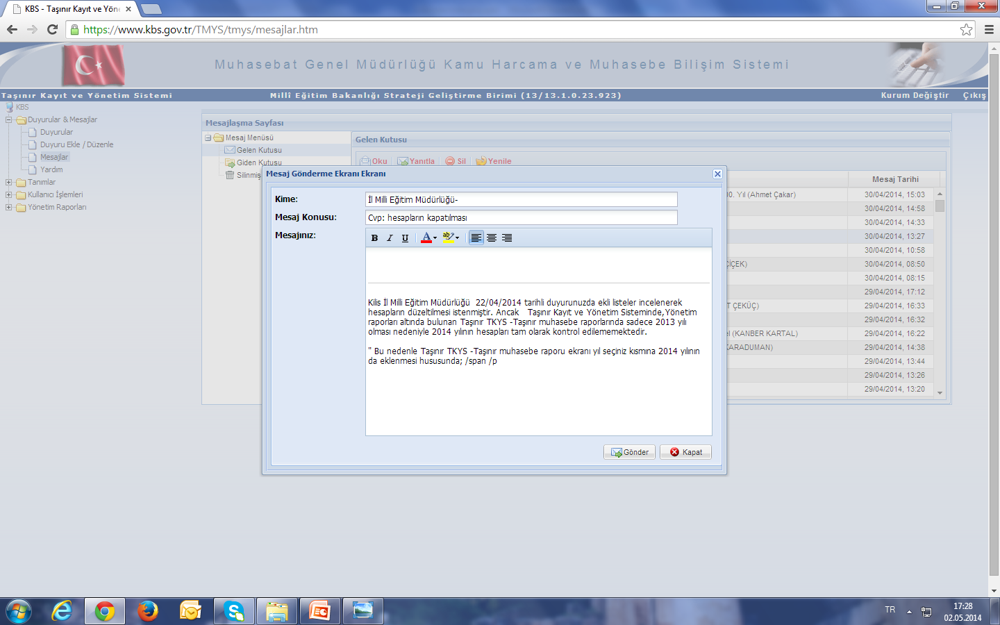 KBS - Taşınır Kayıt ve Yön
https://www.kbs.gov.tr/TMYS/tmys/mesajlar.htm
Muhasebat Genel Müdürlüğü Kamu Harcama ve Muhasebe Bilişim Sistemi
Taşınır Kayıt ve Yönetim Sistemi
Millî Eğitim Bakanlığı Strateji Geliştirme Birimi (13/13.1.0.23.923)
Kurum Değiştir
Çıkış
KBS
Duyurular & Mesajlar
Duyurular
Duyuru Ekle / Düzenle
Mesajlar
Yardım
Tanımlar
Kullanıcı İşlemleri
Yönetim Raporları
Mesajlaşma Sayfası
Mesaj Menüsü
Gelen Kutusu
Giden Kutusu
Silinmiş
Gelen Kutusu
Oku
Yanıtla
Sil
Yenile
Mesaj Tarihi
00. Yıl (Ahmet Çakar) 30/04/2014, 15:03
30/04/2014, 14:58
30/04/2014, 14:33
30/04/2014, 13:27
30/04/2014, 10:58
ÇİÇEK) 30/04/2014, 08:50
30/04/2014, 08:15
29/04/2014, 17:12
T ÇEKÜÇ) 29/04/2014, 16:33
29/04/2014, 16:32
el (KANBER KARTAL) 29/04/2014, 16:22
KARADUMAN) 29/04/2014, 14:38
29/04/2014, 13:44
29/04/2014, 13:26
29/04/2014, 13:20
Mesaj Gönderme Ekranı Ekranı
Kime: İl Milli Eğitim Müdürlüğü-
Mesaj Konusu: Cvp: hesapların kapatılması
Mesajınız:
B I U A ab
Kilis İl Milli Eğitim Müdürlüğü 22/04/2014 tarihli duyurunuzda ekli listeler incelenerek
hesapların düzeltilmesi istenmiştir. Ancak Taşınır Kayıt ve Yönetim Sisteminde,Yönetim
raporları altında bulunan Taşınır TKYS -Taşınır muhasebe raporlarında sadece 2013 yılı
olması nedeniyle 2014 yılının hesapları tam olarak kontrol edilememektedir.
" Bu nedenle Taşınır TKYS -Taşınır muhasebe raporu ekranı yıl seçiniz kısmına 2014 yılının
da eklenmesi hususunda; /span /p
Gönder
Kapat
TR
17:28
02.05.2014